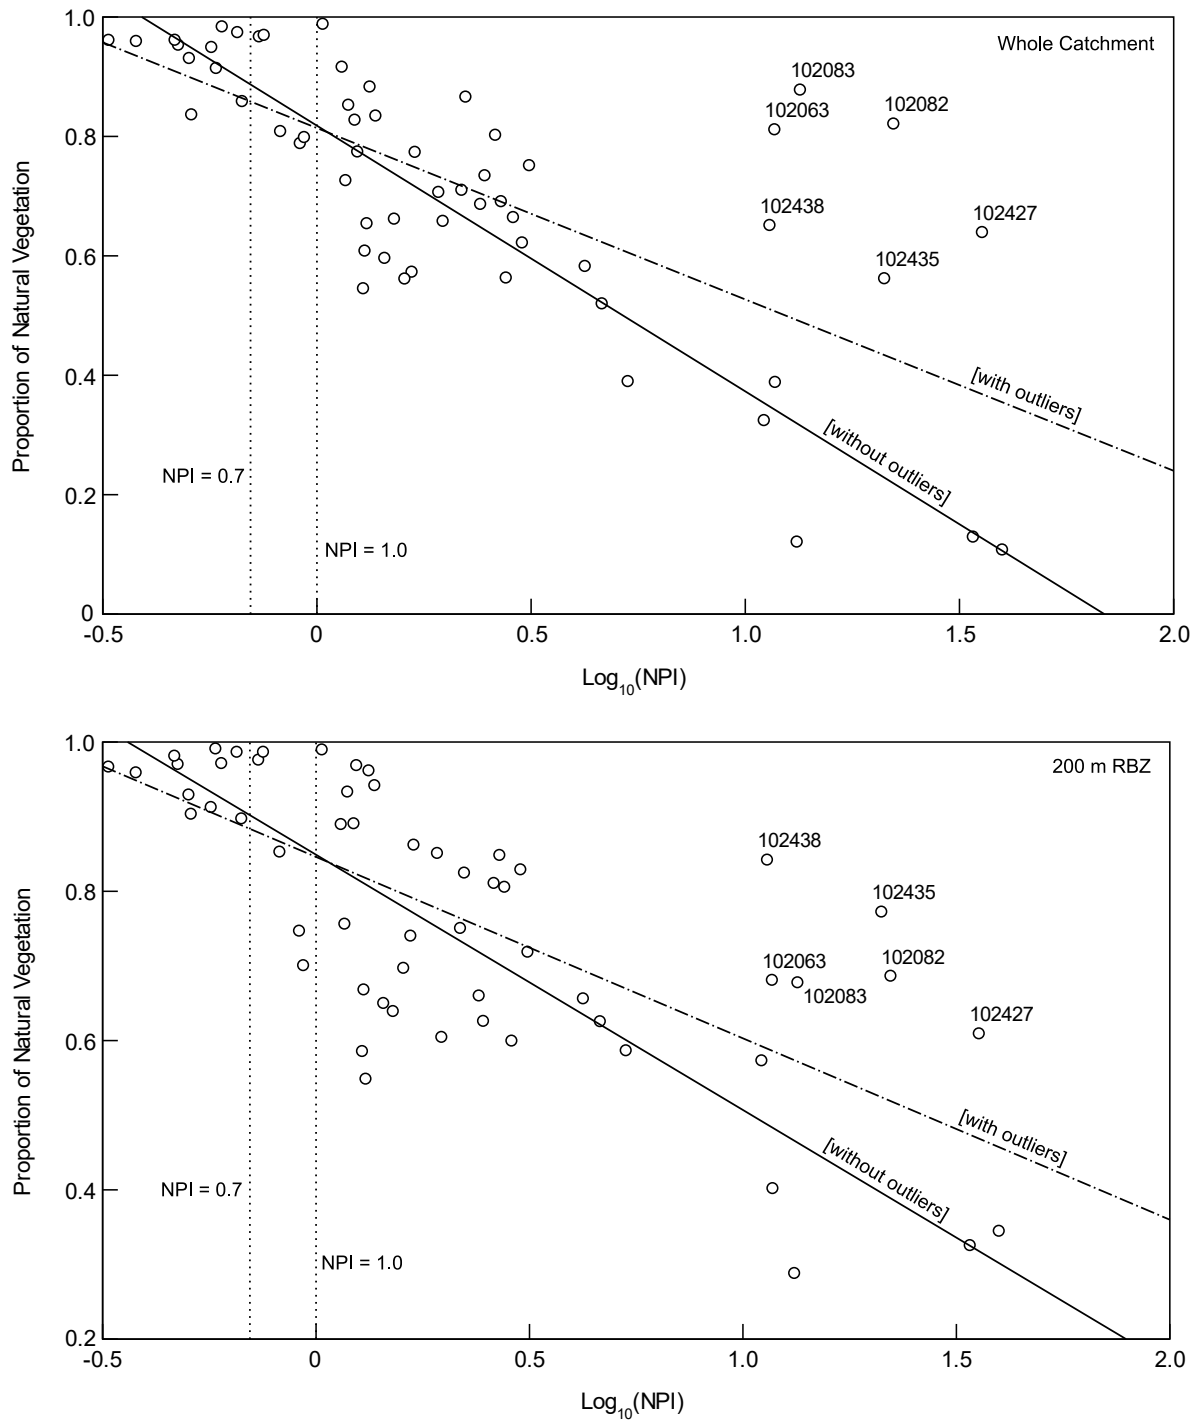 1.0
Whole Catchment
102083
102063
102082
0.8
102438
102427
0.6
102435
Proportion of Natural Vegetation
0.4
[with outliers]
[without outliers]
NPI = 0.7
0.2
NPI = 1.0
0
-0.5
0
0.5
1.0
1.5
2.0
Log10(NPI)
1.0
200 m RBZ
102438
102435
0.8
102063
102082
102083
102427
Proportion of Natural Vegetation
0.6
[with outliers]
[without outliers]
0.4
NPI = 0.7
NPI = 1.0
0.2
-0.5
0
0.5
1.0
1.5
2.0
Log10(NPI)